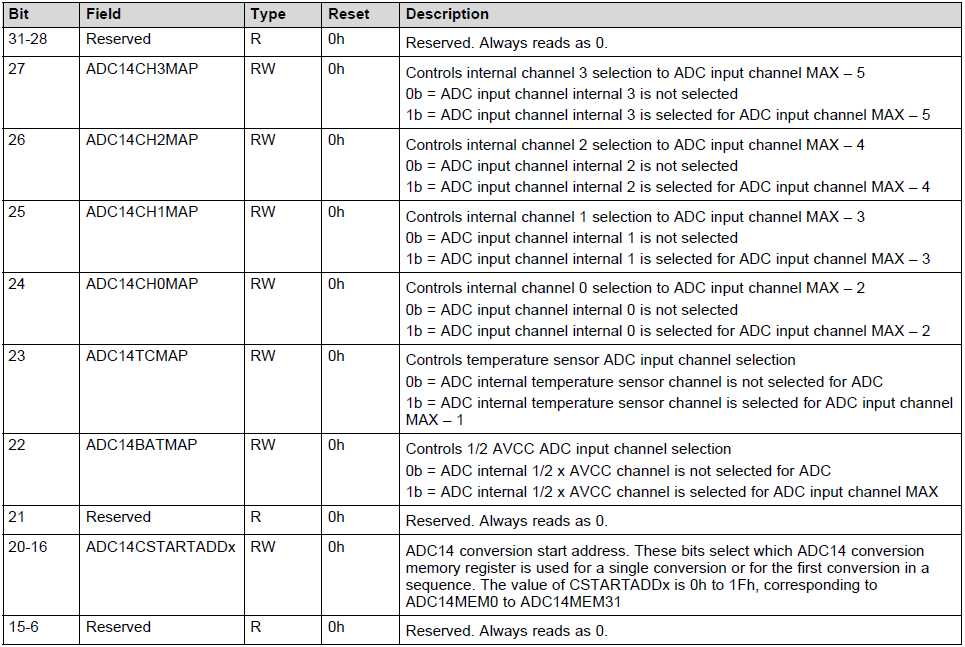 Bit Field Type Reset Description
31-28 Reserved R 0h Reserved. Always reads as 0.
27 ADC14CH3MAP RW 0h Controls internal channel 3 selection to ADC input channel MAX – 5
0b = ADC input channel internal 3 is not selected
1b = ADC input channel internal 3 is selected for ADC input channel MAX – 5
26 ADC14CH2MAP RW 0h Controls internal channel 2 selection to ADC input channel MAX – 4
0b = ADC input channel internal 2 is not selected
1b = ADC input channel internal 2 is selected for ADC input channel MAX – 4
25 ADC14CH1MAP RW 0h Controls internal channel 1 selection to ADC input channel MAX – 3
0b = ADC input channel internal 1 is not selected
1b = ADC input channel internal 1 is selected for ADC input channel MAX – 3
24 ADC14CH0MAP RW 0h Controls internal channel 0 selection to ADC input channel MAX – 2
0b = ADC input channel internal 0 is not selected
1b = ADC input channel internal 0 is selected for ADC input channel MAX – 2
23 ADC14TCMAP RW 0h Controls temperature sensor ADC input channel selection
0b = ADC internal temperature sensor channel is not selected for ADC
1b = ADC internal temperature sensor channel is selected for ADC input channel
MAX – 1
22 ADC14BATMAP RW 0h Controls 1/2 AVCC ADC input channel selection
0b = ADC internal 1/2 x AVCC channel is not selected for ADC
1b = ADC internal 1/2 x AVCC channel is selected for ADC input channel MAX
21 Reserved R 0h Reserved. Always reads as 0.
20-16 ADC14CSTARTADDx RW 0h ADC14 conversion start address. These bits select which ADC14 conversion
memory register is used for a single conversion or for the first conversion in a
sequence. The value of CSTARTADDx is 0h to 1Fh, corresponding to
ADC14MEM0 to ADC14MEM31
15-6 Reserved R 0h Reserved. Always reads as 0.